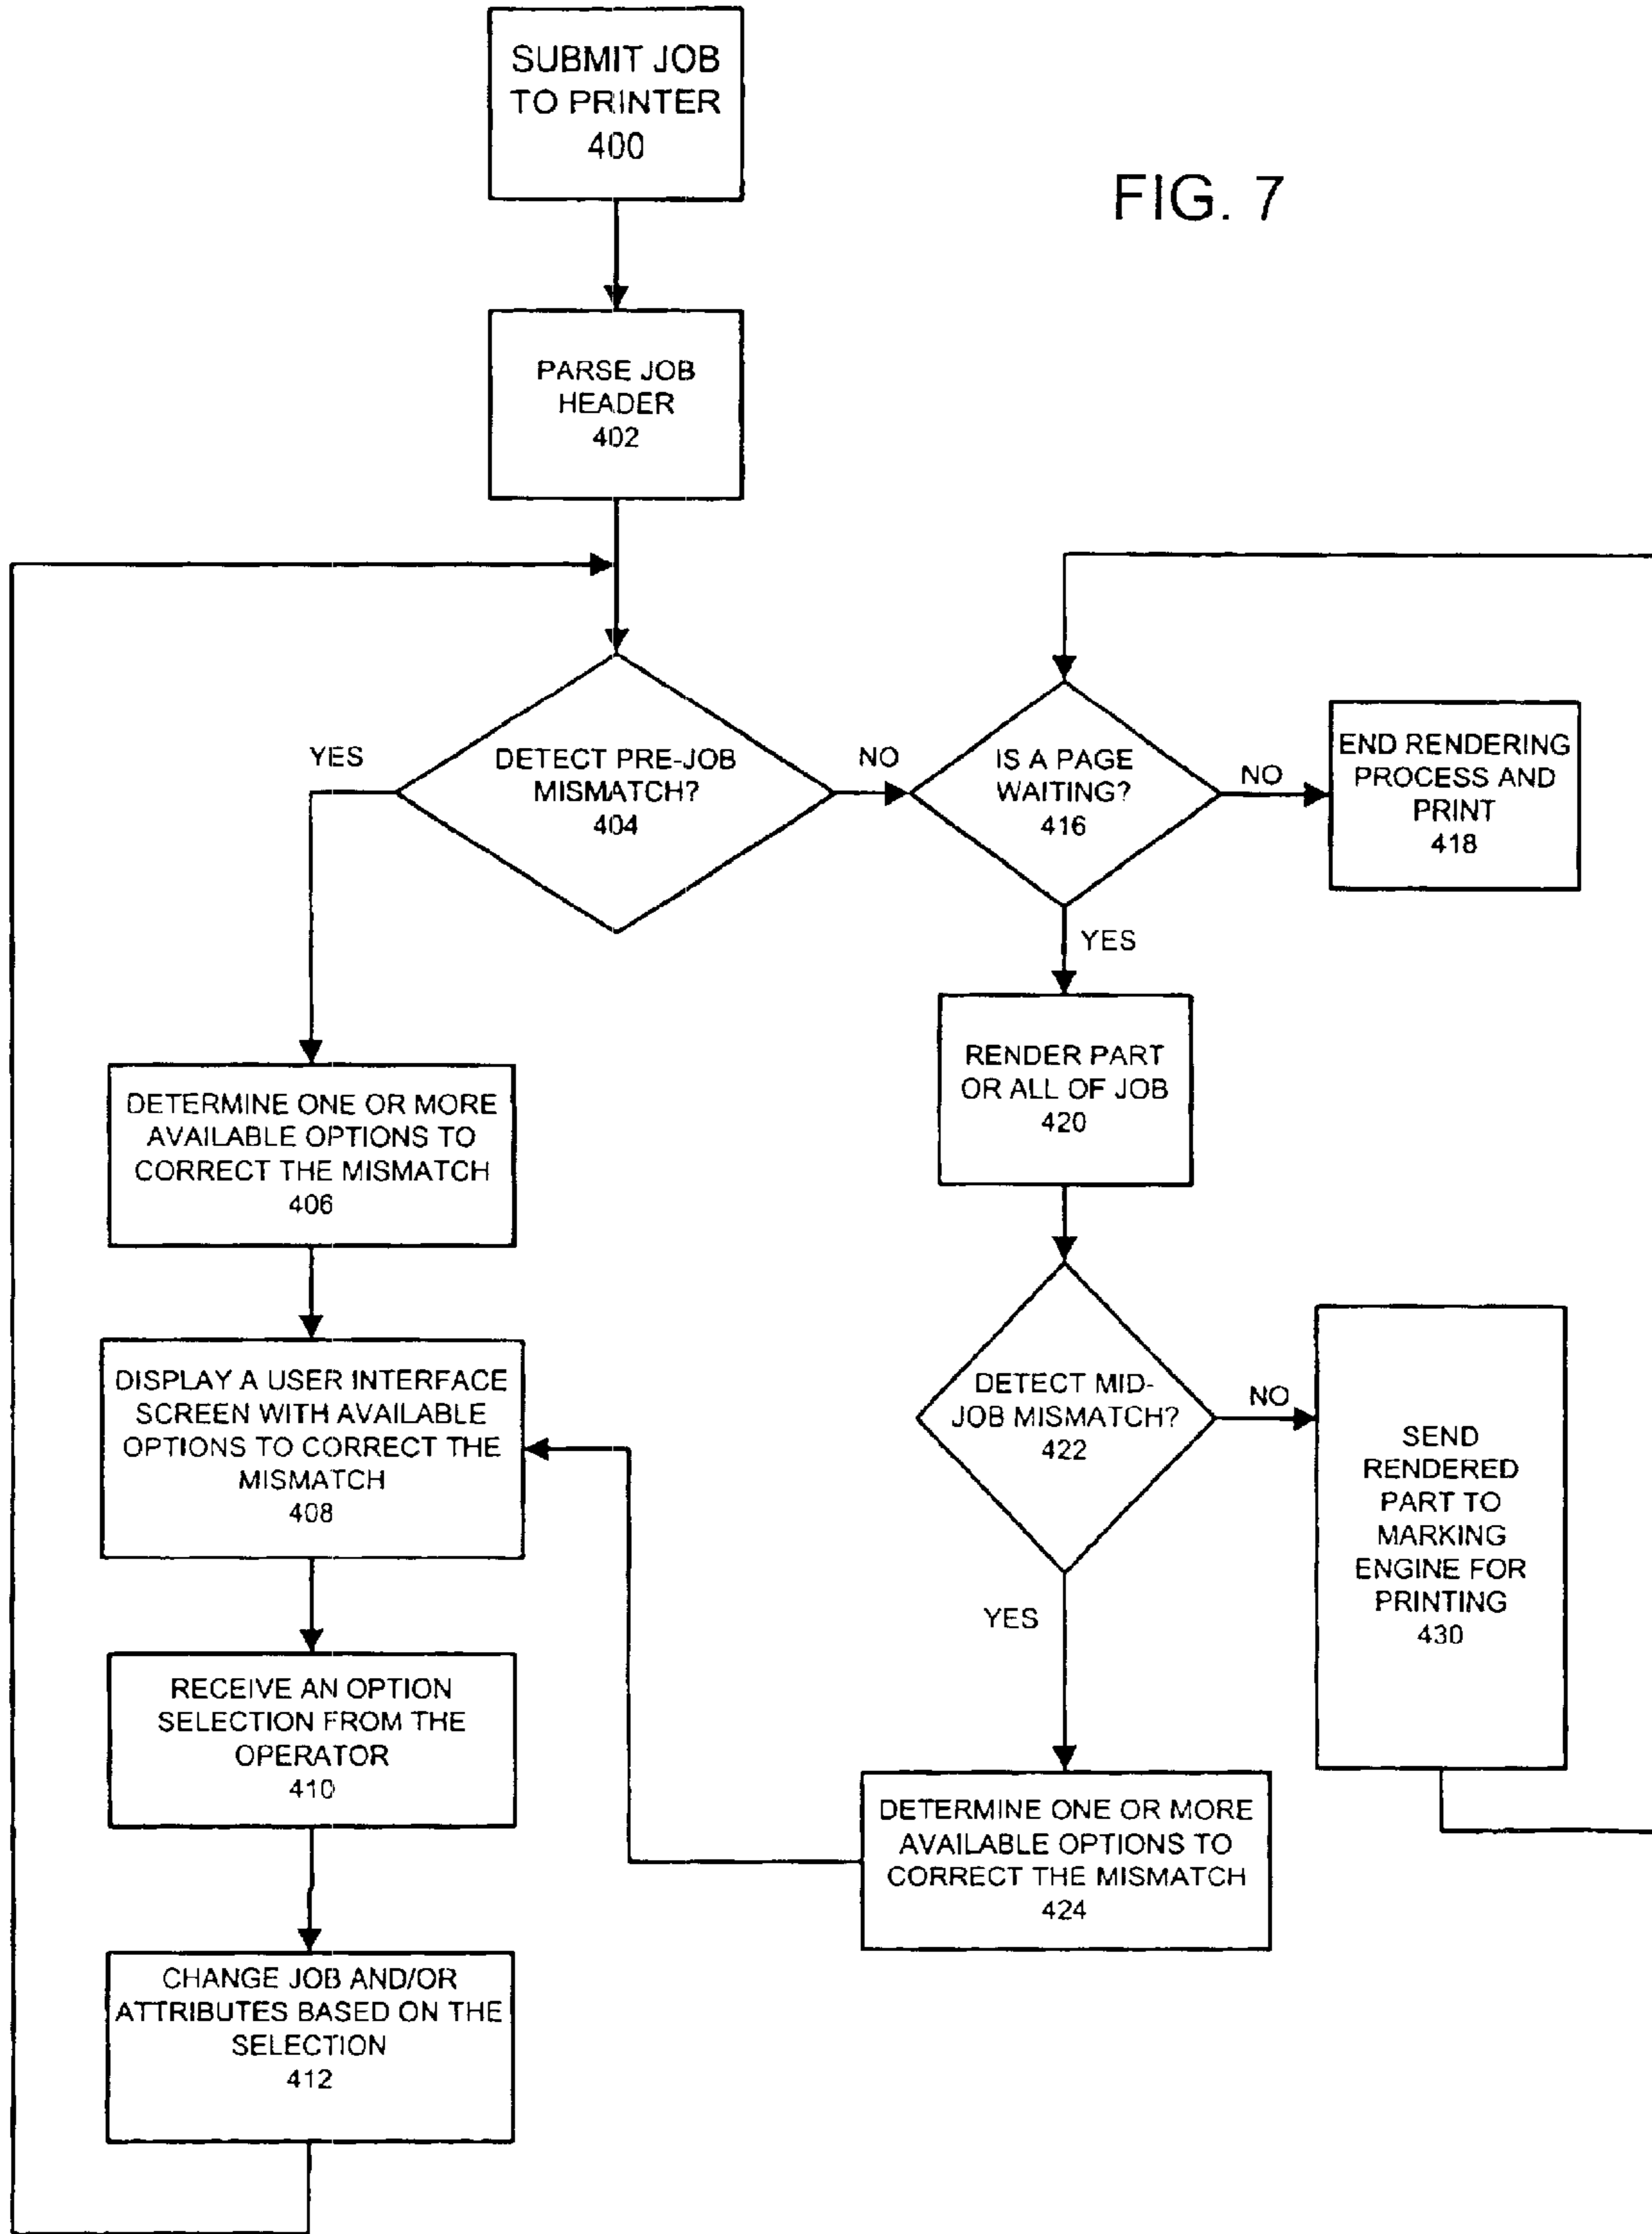 SUBMIT JOB
TO PRINTER
400
FIG. 7
PARSE JOB
HEADER
402
YES
DETECT PRE-JOB
MISMATCH?
404
NO
IS A PAGE
WAITING?
416
NO
END RENDERING
PROCESS AND
PRINT
418
YES
RENDER PART
OR ALL OF JOB
420
DETERMINE ONE OR MORE
AVAILABLE OPTIONS TO
CORRECT THE MISMATCH
406
DISPLAY A USER INTERFACE
SCREEN WITH AVAILABLE
OPTIONS TO CORRECT THE
MISMATCH
408
DETECT MID-
JOB MISMATCH?
422
NO
SEND
RENDERED
PART TO
MARKING
ENGINE FOR
PRINTING
430
YES
RECEIVE AN OPTION
SELECTION FROM THE
OPERATOR
410
DETERMINE ONE OR MORE
AVAILABLE OPTIONS TO
CORRECT THE MISMATCH
424
CHANGE JOB AND/OR
ATTRIBUTES BASED ON THE
SELECTION
412